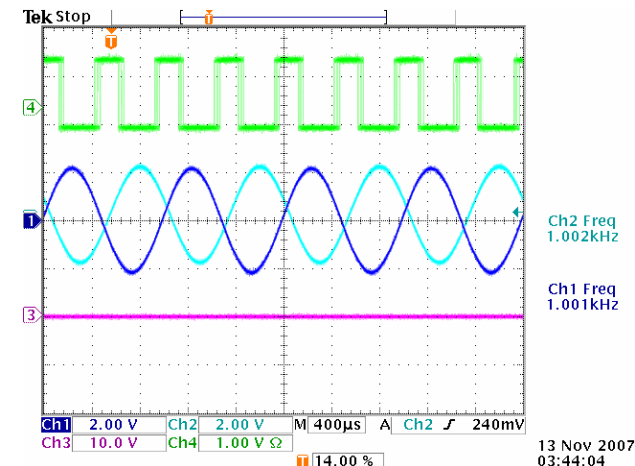 Tek Stop
T
T
4
1
3
Ch2 Freq
1.002kHz
Ch1 Freq
1.001kHz
Ch1 2.00 V Ch2 2.00 V M 400µs A Ch2 240mV
Ch3 10.0 V Ch4 1.00 V Ω
T 14.00 %
13 Nov 2007
03:44:04